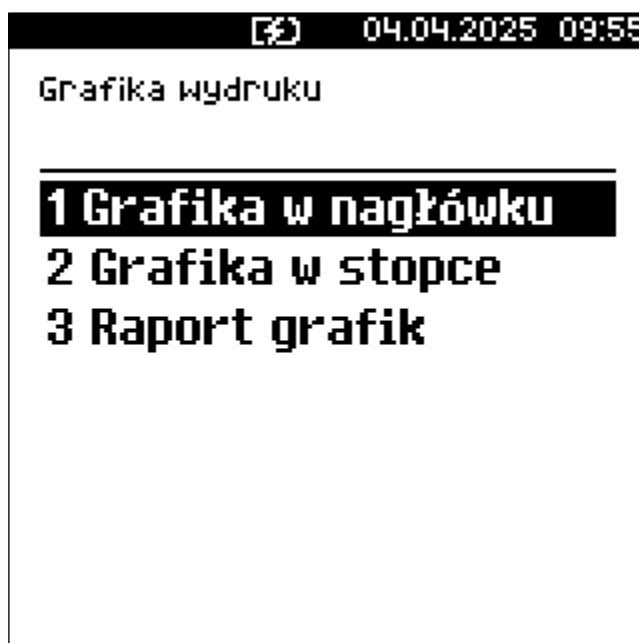 04.04.2025 09:55
Grafika wydruku
1 Grafika w nagłówku
2 Grafika w stopce
3 Raport grafik